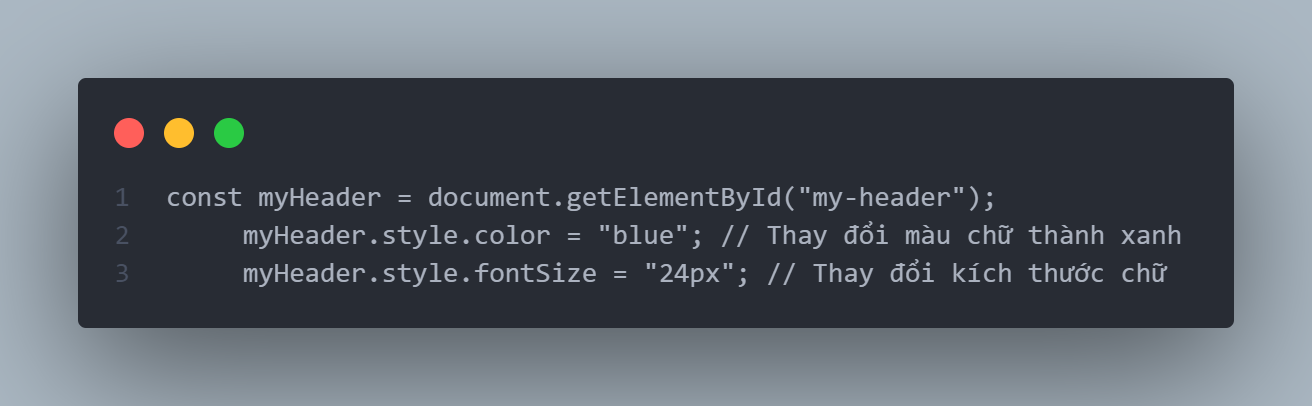 1 const myHeader = document.getElementById("my-header");
2 myHeader.style.color = "blue"; // Thay đổi màu chữ thành xanh
3 myHeader.style.fontSize = "24px"; // Thay đổi kích thước chữ